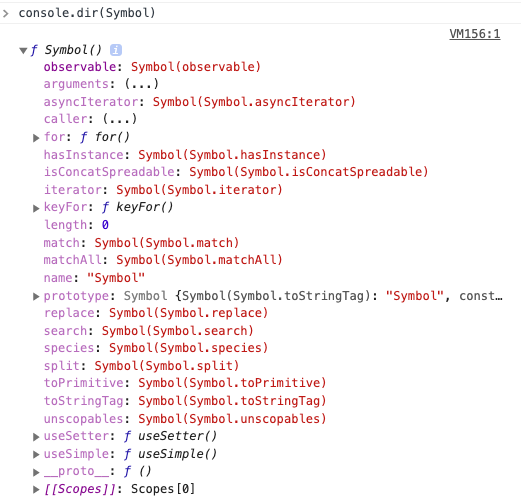 > console.dir(Symbol)
VM156:1
▼ƒ Symbol() i
observable: Symbol(observable)
arguments: (...)
asyncIterator: Symbol(Symbol.asyncIterator)
caller: (...)
▶for: ƒ for()
hasInstance: Symbol(Symbol.hasInstance)
isConcatSpreadable: Symbol(Symbol.isConcatSpreadable)
iterator: Symbol(Symbol.iterator)
▶keyFor: ƒ keyFor()
length: 0
match: Symbol(Symbol.match)
matchAll: Symbol(Symbol.matchAll)
name: "Symbol"
▶prototype: Symbol {Symbol(Symbol.toStringTag): "Symbol", const…
replace: Symbol(Symbol.replace)
search: Symbol(Symbol.search)
species: Symbol(Symbol.species)
split: Symbol(Symbol.split)
toPrimitive: Symbol(Symbol.toPrimitive)
toStringTag: Symbol(Symbol.toStringTag)
unscopables: Symbol(Symbol.unscopables)
▶useSetter: ƒ useSetter()
▶useSimple: ƒ useSimple()
▶__proto__: ƒ ()
▶[[Scopes]]: Scopes[0]